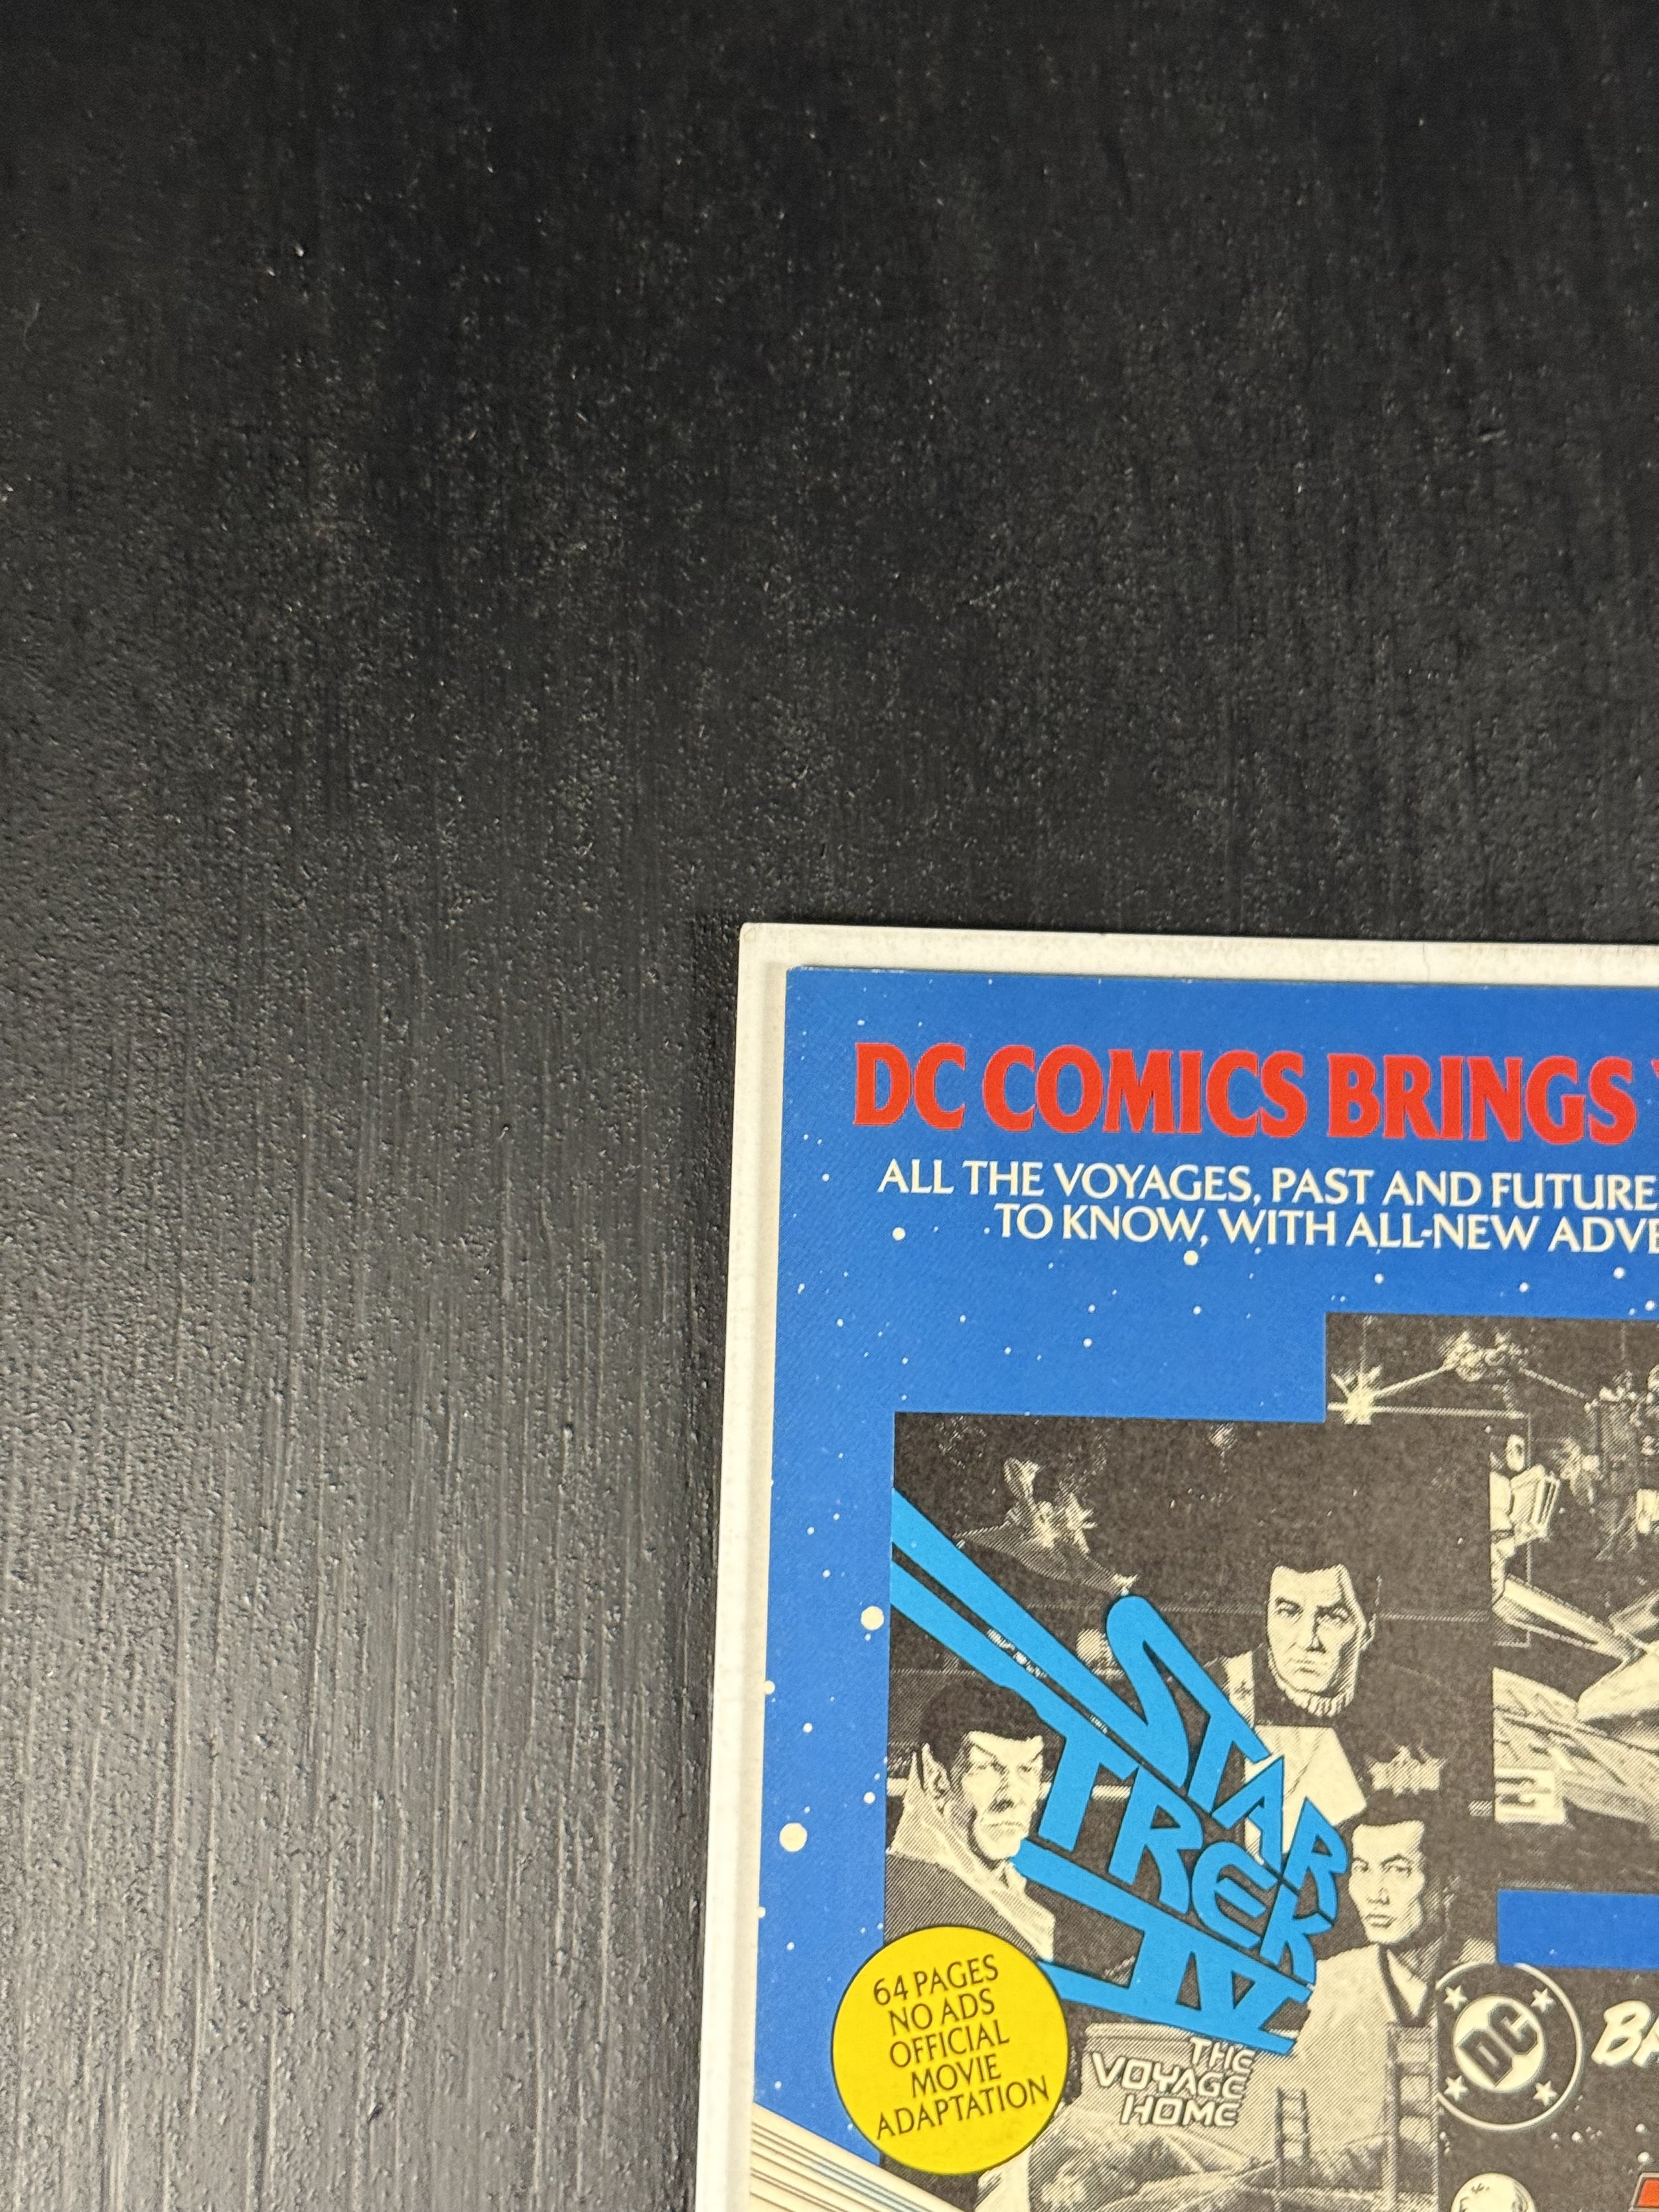 DC COMICS BRINGS
ALL THE VOYAGES, PAST AND FUTURE
TO KNOW, WITH ALL-NEW
STAR
TREK
IV
THE
VOYAGE
HOME
64 PAGES
NO ADS
OFFICIAL
MOVIE
ADAPTATION
DC